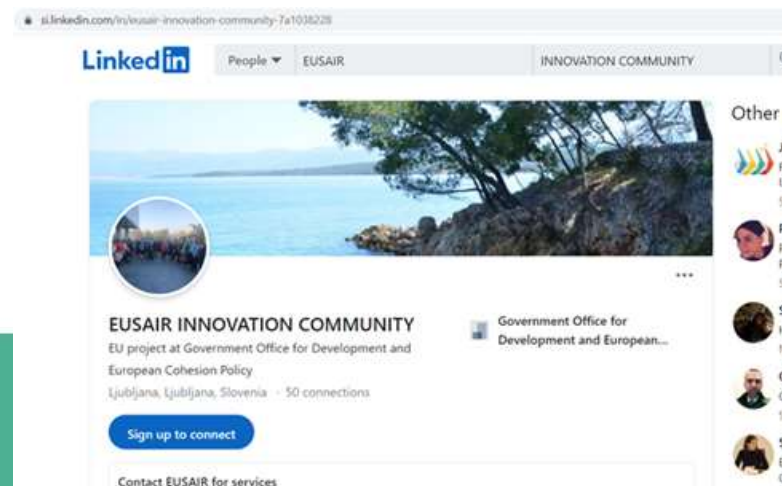 si.linkedin.com/in/eusair-innovation-community-7a1038228
Linked in
People
EUSAIR
INNOVATION COMMUNITY
Other
EUSAIR INNOVATION COMMUNITY
EU project at Government Office for Development and
European Cohesion Policy
Ljubljana, Ljubljana, Slovenia · 50 connections
Government Office for
Development and European...
Sign up to connect
Contact EUSAIR for services